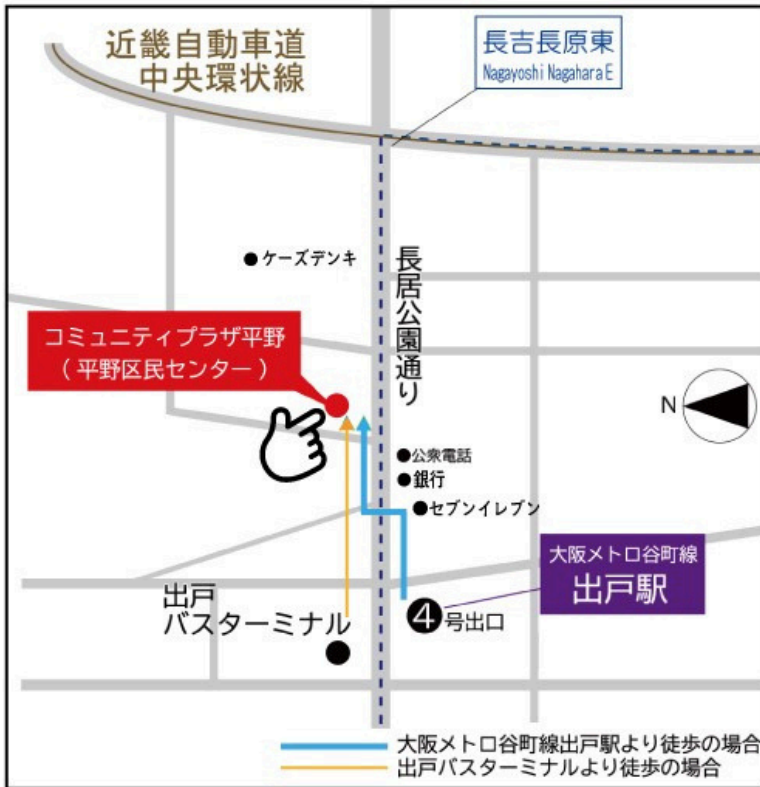 近畿自動車道
中央環状線
長吉長原東
Nagayoshi Nagahara E
ケーズデンキ
長居公園通り
コミュニティプラザ平野
（平野区民センター）
N
公衆電話
銀行
セブンイレブン
大阪メトロ谷町線
出戸駅
出戸
バスターミナル
4号出口
大阪メトロ谷町線出戸駅より徒歩の場合
出戸バスターミナルより徒歩の場合